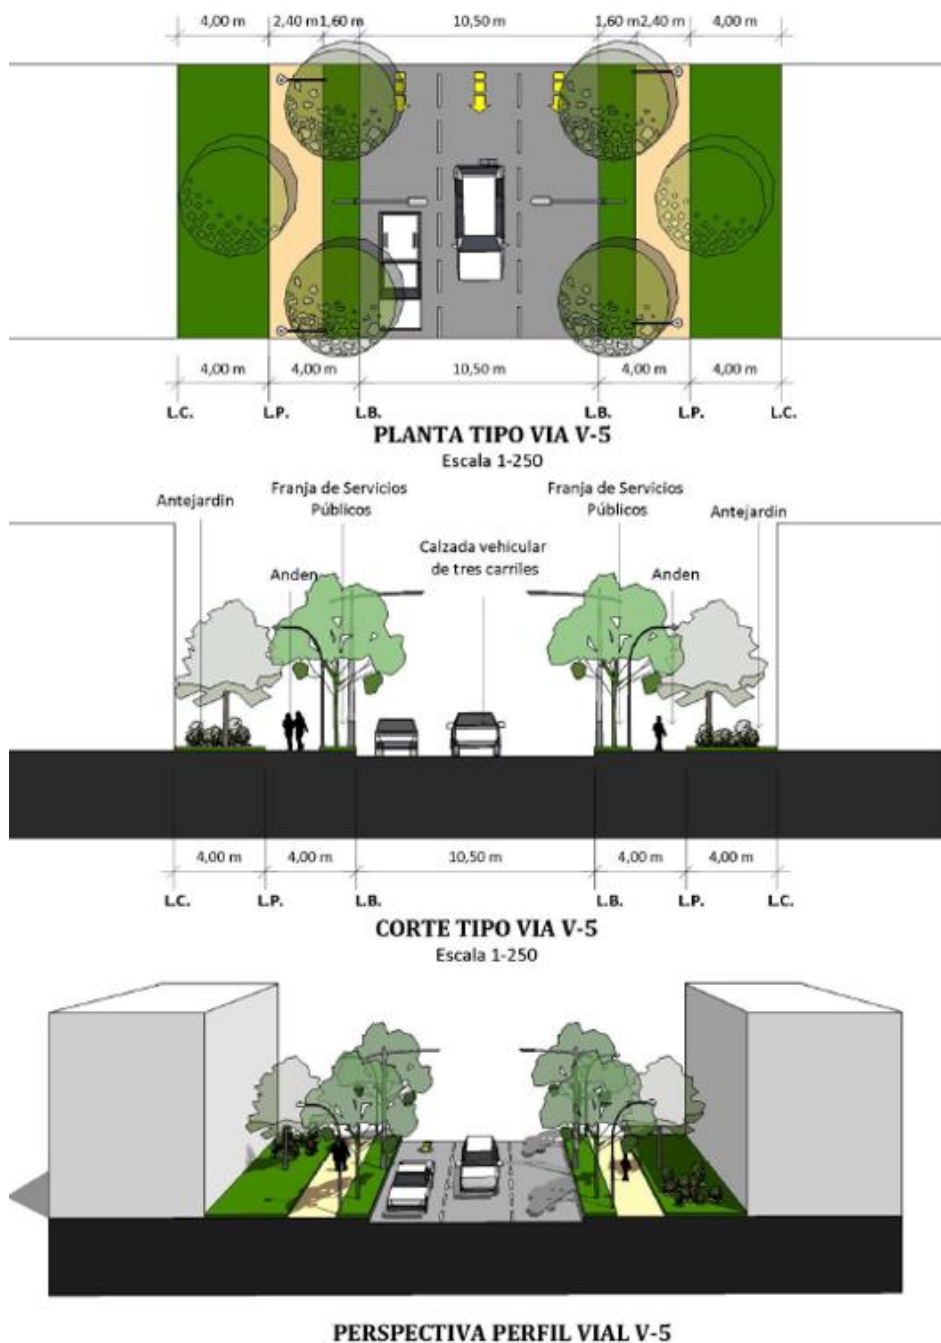 4,00 m 2,40 m 1,60 m 10,50 m 1,60 m 2,40 m 4,00 m
4,00 m 4,00 m 10,50 m 4,00 m 4,00 m
L.C. L.P. L.B. L.B. L.P. L.C.
PLANTA TIPO VIA V-5
Escala 1-250
Antejardin
Franja de Servicios
Públicos
Franja de Servicios
Públicos
Antejardin
Anden
Calzada vehicular
de tres carriles
Anden
4,00 m 4,00 m 10,50 m 4,00 m 4,00 m
L.C. L.P. L.B. L.B. L.P. L.C.
CORTE TIPO VIA V-5
Escala 1-250
PERSPECTIVA PERFIL VIAL V-5